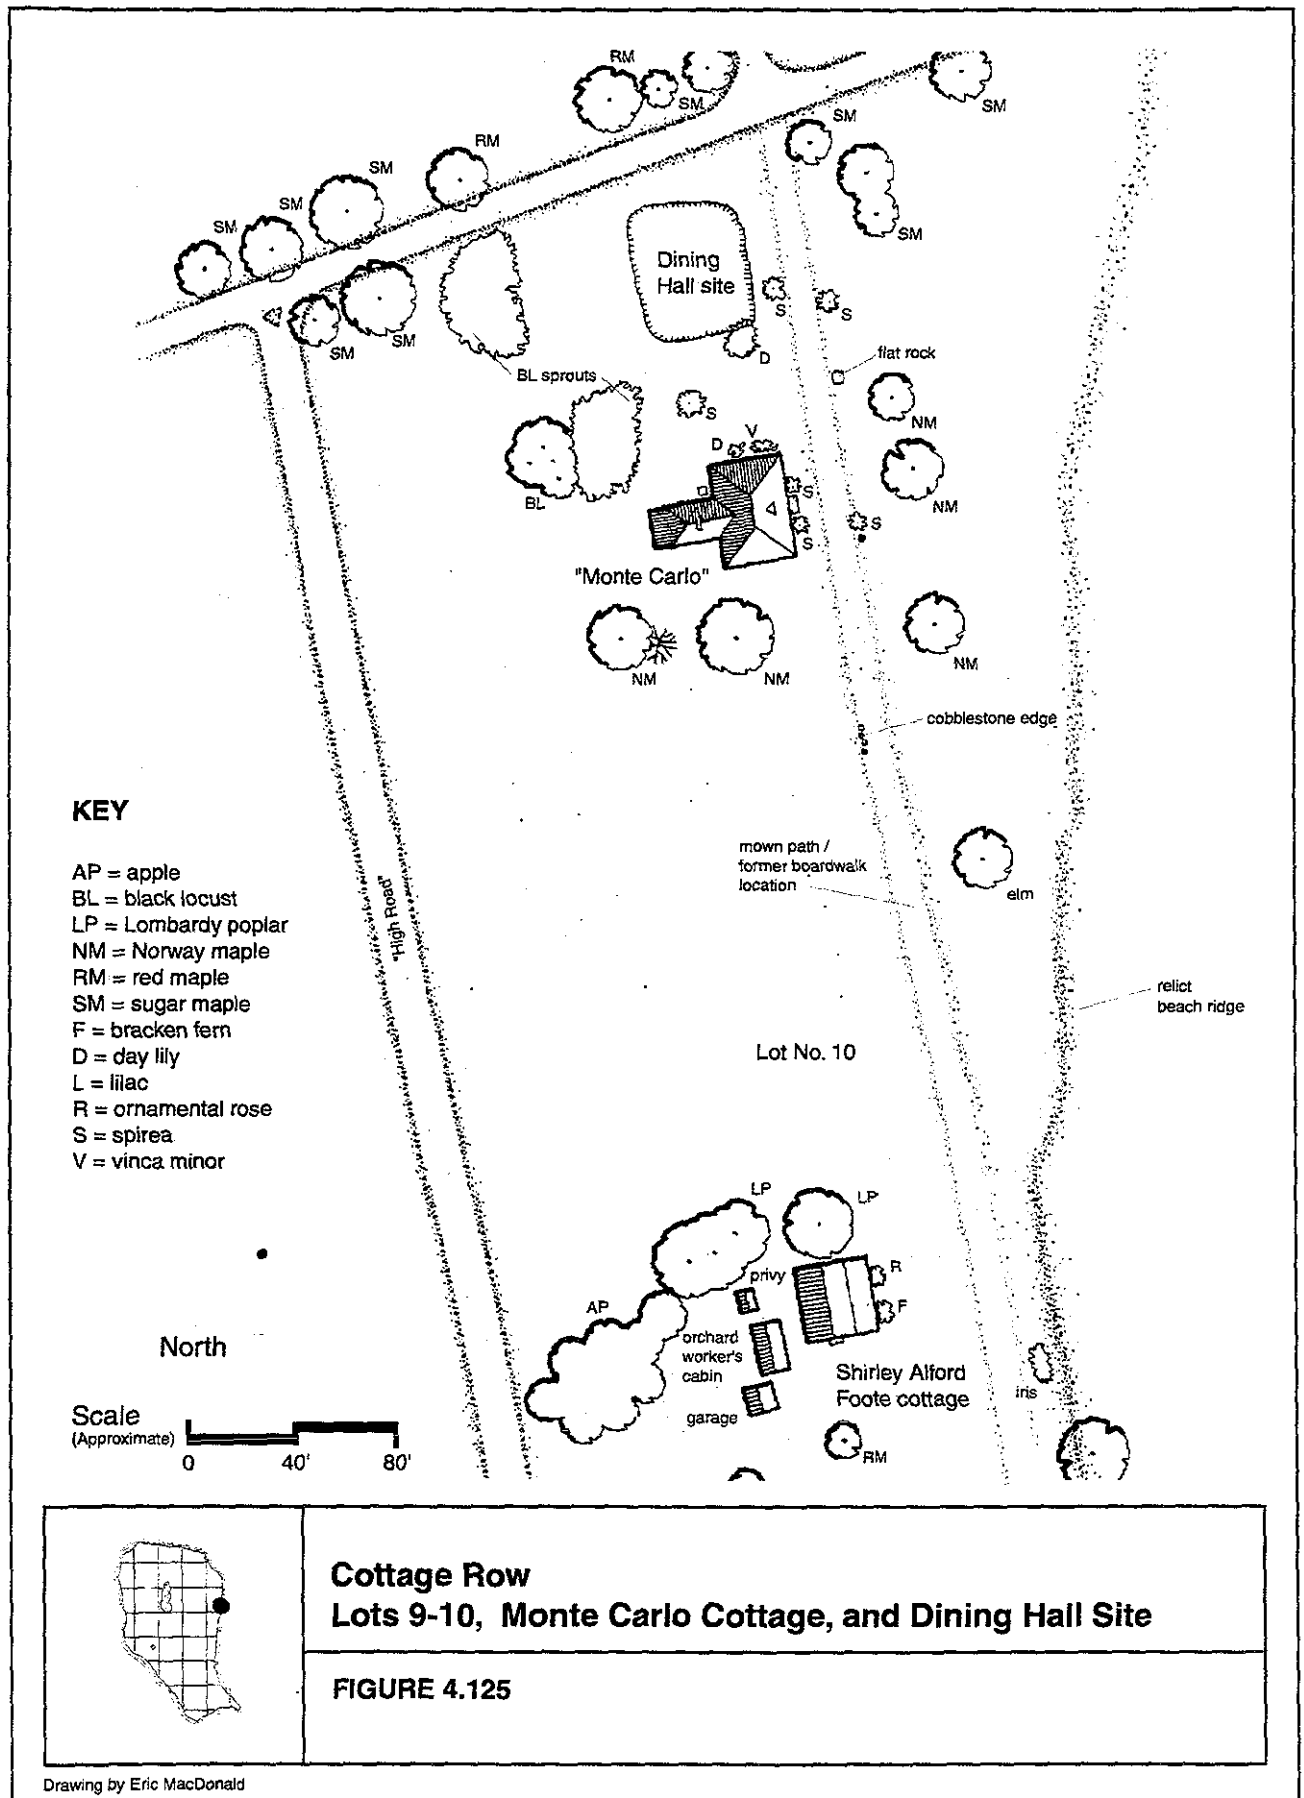 RM
SM
SM
SM
RM
SM
SM
SM
SM
SM
SM
SM
Dining
Hall site
S
S
D
flat rock
BL sprouts
S
NM
V
D
BL
S
NM
S
S
"Monte Carlo"
NM
NM
NM
cobblestone edge
KEY
AP = apple
BL = black locust
LP = Lombardy poplar
NM = Norway maple
RM = red maple
SM = sugar maple
F = bracken fern
D = day lily
L = lilac
R = ornamental rose
S = spirea
V = vinca minor
"High Road"
mown path /
former boardwalk
location
elm
relict
beach ridge
Lot No. 10
LP
LP
privy
R
F
AP
orchard
worker's
cabin
garage
Shirley Alford
Foote cottage
iris
RM
North
Scale
(Approximate)
0 40' 80'
Cottage Row
Lots 9-10, Monte Carlo Cottage, and Dining Hall Site
FIGURE 4.125
Drawing by Eric MacDonald